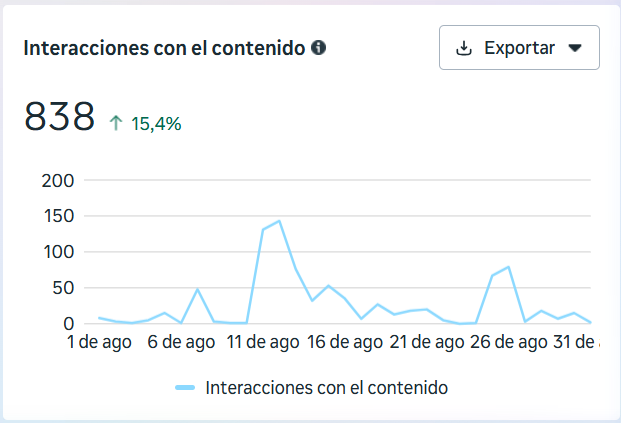 Interacciones con el contenido
Exportar
838 ↑ 15,4%
200
150
100
50
0
1 de ago 6 de ago 11 de ago 16 de ago 21 de ago 26 de ago 31 de
Interacciones con el contenido